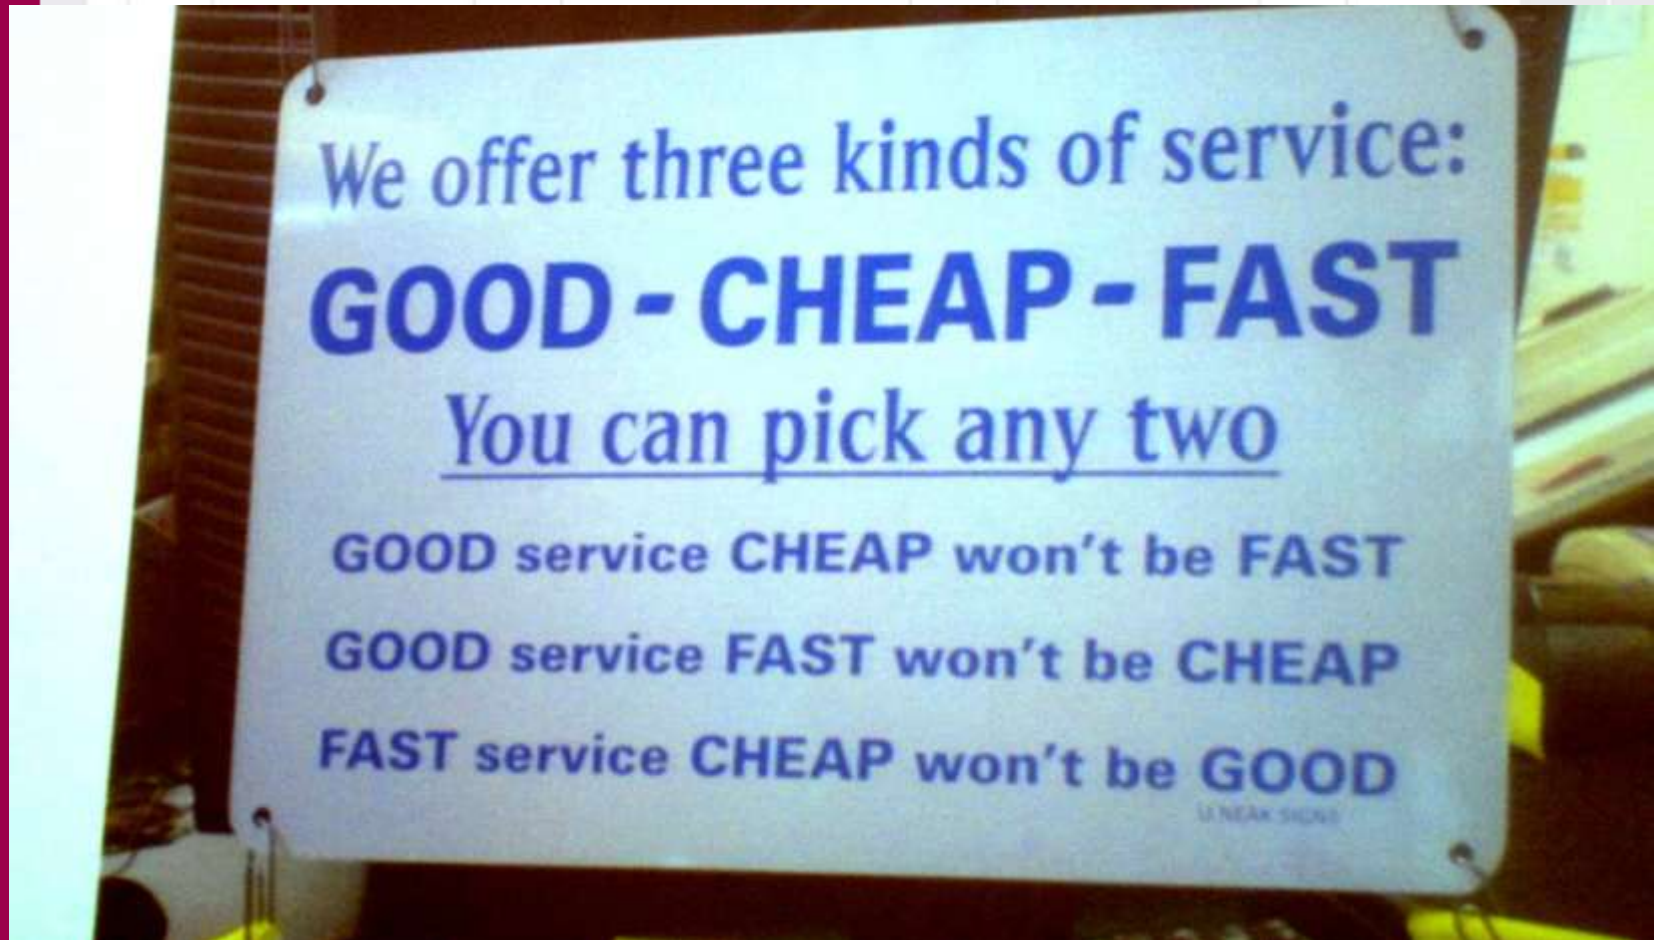 We offer three kinds of service:
GOOD - CHEAP - FAST
You can pick any two
GOOD service CHEAP won't be FAST
GOOD service FAST won't be CHEAP
FAST service CHEAP won't be GOOD